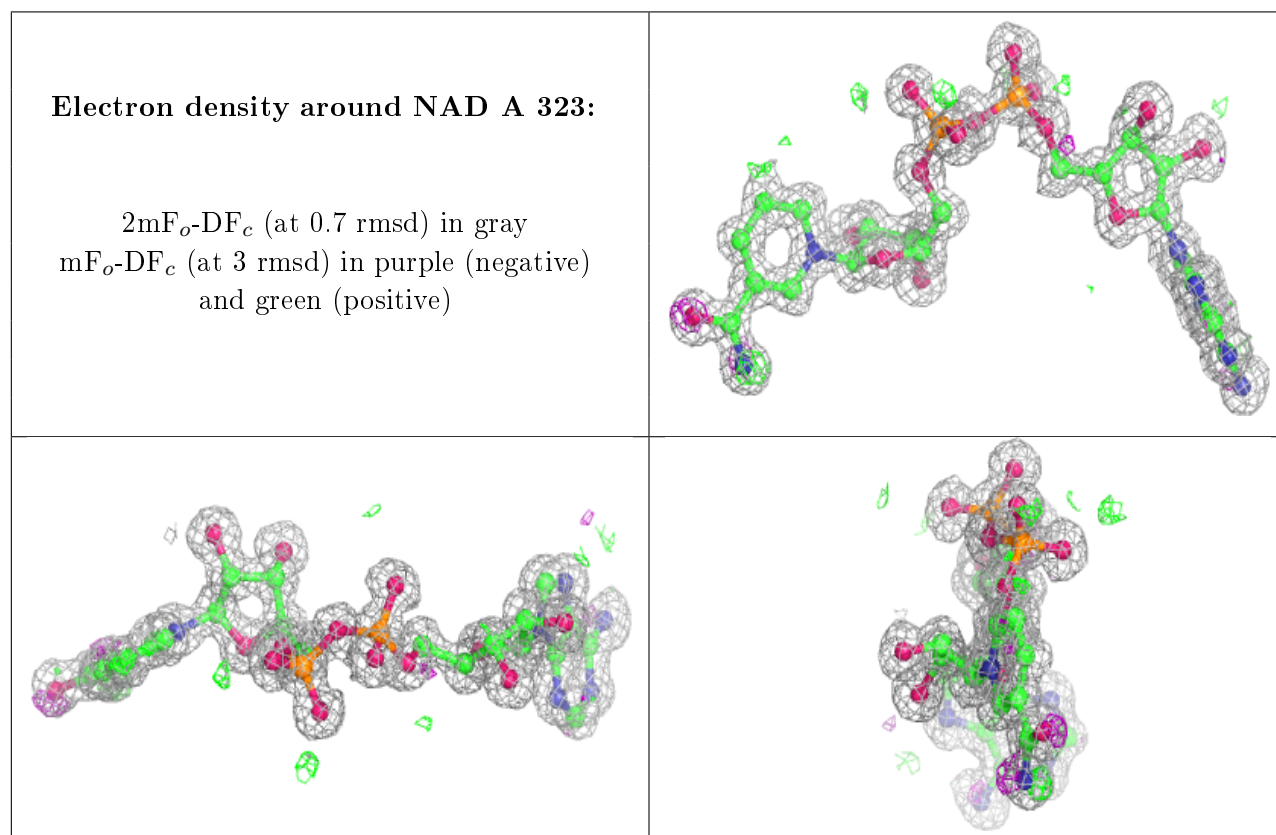 Electron density around NAD A 323:
2mFo-DFc (at 0.7 rmsd) in gray
mFo-DFc (at 3 rmsd) in purple (negative)
and green (positive)